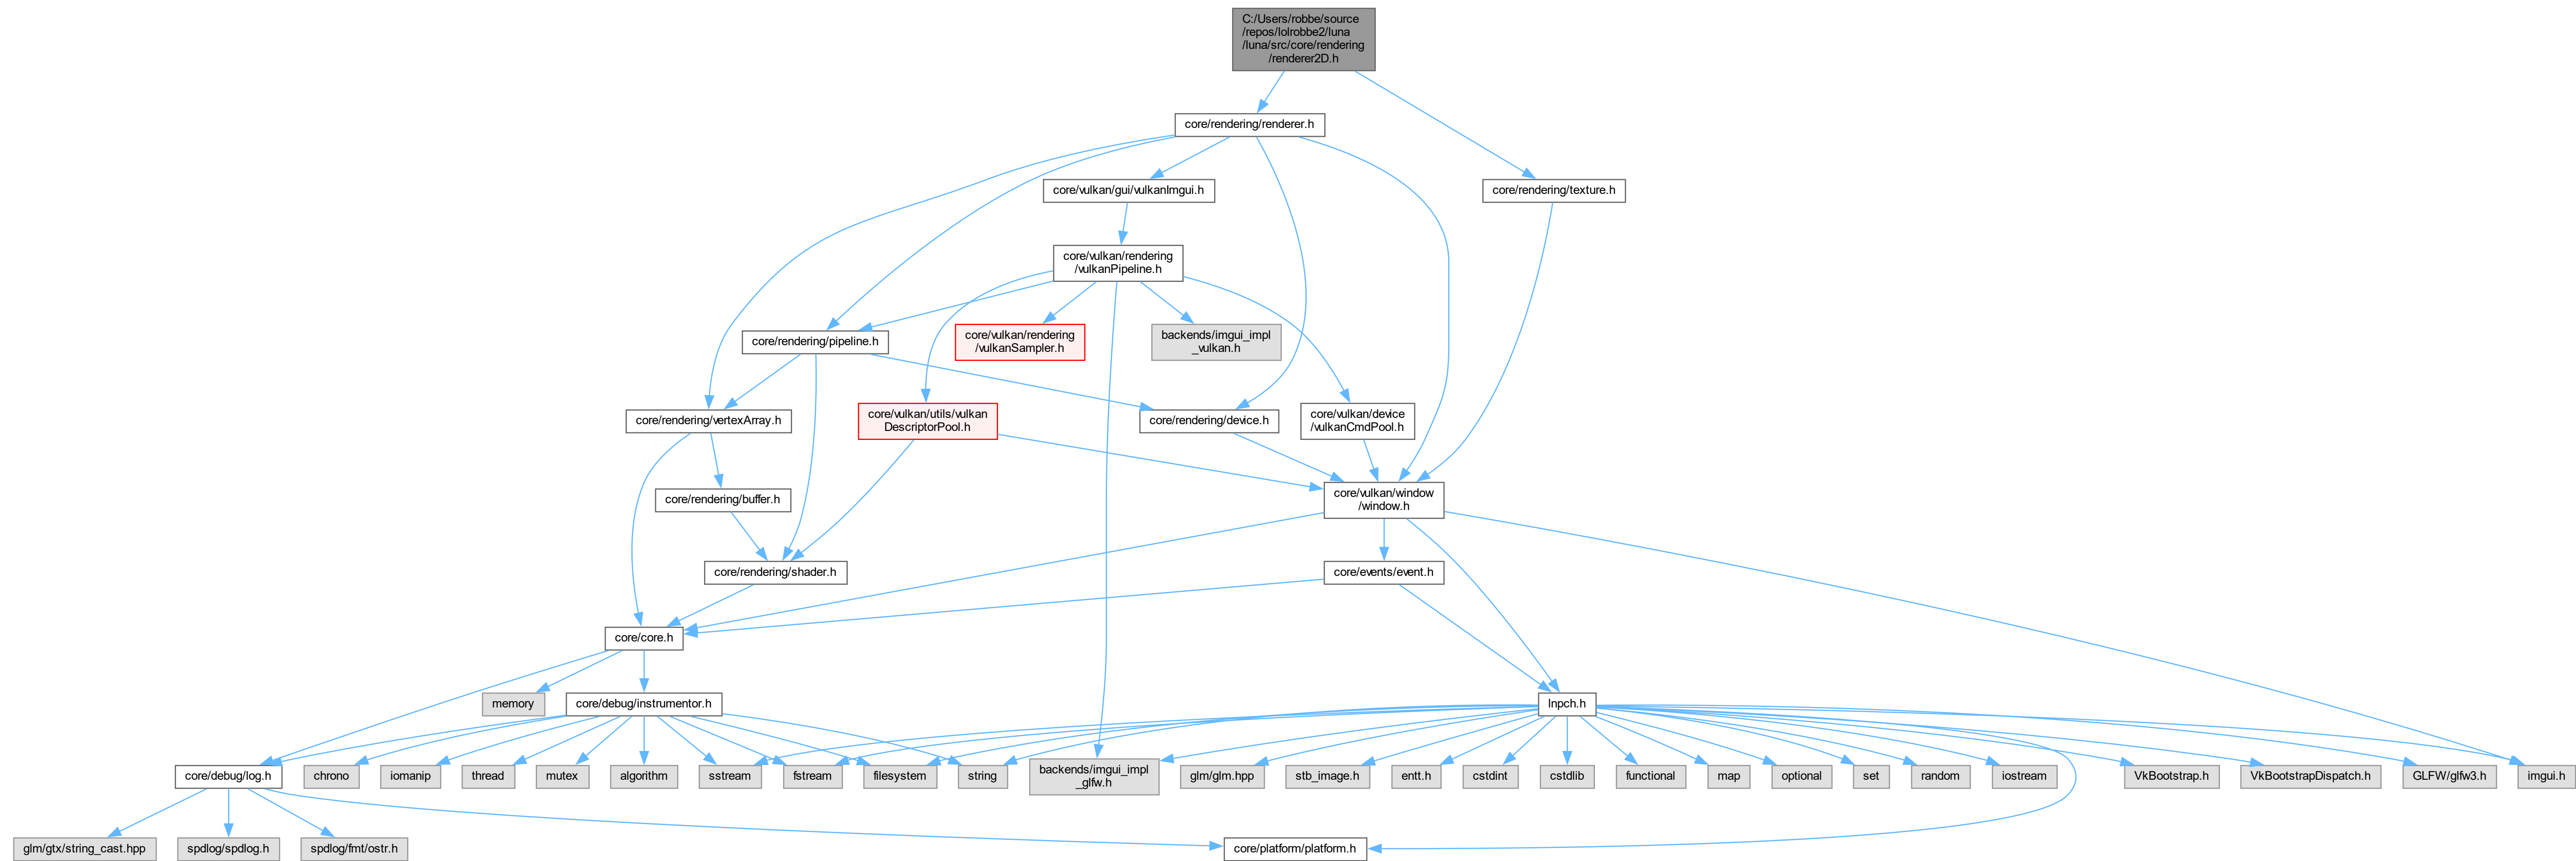 C:/Users/robbe/source
/repos/lolrobbe2/luna
/luna/src/core/rendering
/renderer2D.h
core/rendering/renderer.h
core/vulkan/gui/vulkanImgui.h
core/rendering/texture.h
core/vulkan/rendering
/vulkanPipeline.h
core/rendering/pipeline.h
core/vulkan/rendering
/vulkanSampler.h
backends/imgui_impl
_vulkan.h
core/rendering/vertexArray.h
core/vulkan/utils/vulkan
DescriptorPool.h
core/rendering/device.h
core/vulkan/device
/vulkanCmdPool.h
core/rendering/buffer.h
core/vulkan/window
/window.h
core/rendering/shader.h
core/events/event.h
core/core.h
memory
core/debug/instrumentor.h
lnpch.h
core/debug/log.h
chrono
iomanip
thread
mutex
algorithm
sstream
fstream
filesystem
string
backends/imgui_impl
_glfw.h
glm/glm.hpp
stb_image.h
entt.h
cstdint
cstdlib
functional
map
optional
set
random
iostream
VkBootstrap.h
VkBootstrapDispatch.h
GLFW/glfw3.h
imgui.h
glm/gtx/string_cast.hpp
spdlog/spdlog.h
spdlog/fmt/ostr.h
core/platform/platform.h